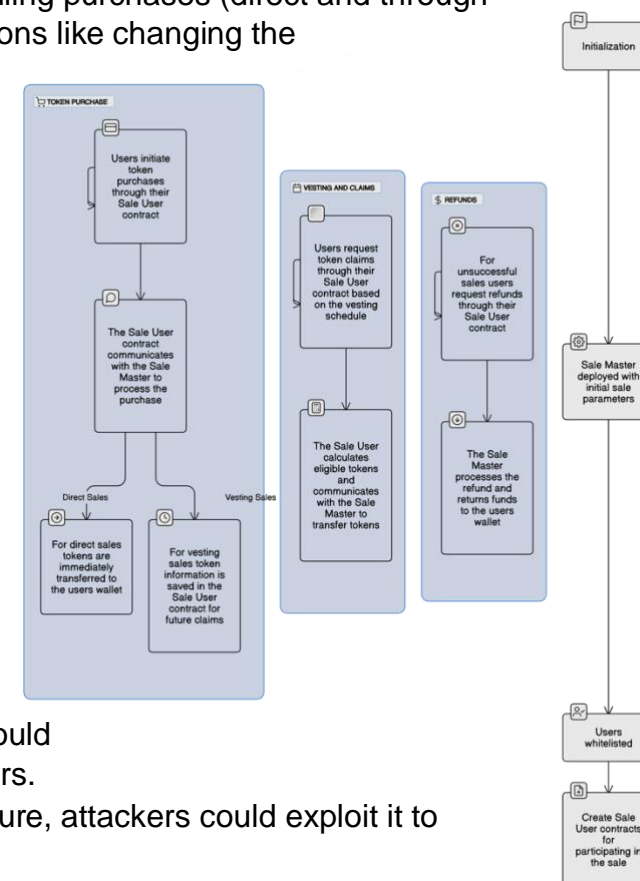 ling purchases (direct and through
ons like changing the
Initialization
TOKEN PURCHASE
Users initiate
token
purchases
through their
Sale User
contract
The Sale User
contract
communicates
with the Sale
Master to
process the
purchase
Direct Sales
Vesting Sales
For direct sales
tokens are
immediately
transferred to
the users wallet
For vesting
sales token
information is
saved in the
Sale User
contract for
future claims
VESTING AND CLAIMS
Users request
token claims
through their
Sale User
contract based
on the vesting
schedule
The Sale User
calculates
eligible tokens
and
communicates
with the Sale
Master to
transfer tokens
$ REFUNDS
For
unsuccessful
sales users
request refunds
through their
Sale User
contract
The Sale
Master
processes the
refund and
returns funds
to the users
wallet
Sale Master
deployed with
initial sale
parameters
Users
whitelisted
Create Sale
User contracts
for
participating in
the sale
ould
rs.
ure, attackers could exploit it to